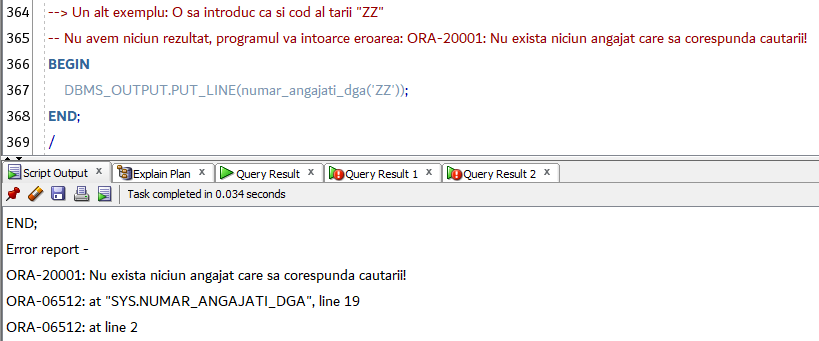 364 --> Un alt exemplu: O sa introduc ca si cod al tarii "ZZ"
365 -- Nu avem niciun rezultat, programul va intoarce eroarea: ORA-20001: Nu exista niciun angajat care sa corespunda cautarii!
366 BEGIN
367 DBMS_OUTPUT.PUT_LINE(numar_angajati_dga('ZZ'));
368 END;
369 /
Script Output x Explain Plan x Query Result x Query Result 1 x Query Result 2 x
Task completed in 0.034 seconds
END;
Error report -
ORA-20001: Nu exista niciun angajat care sa corespunda cautarii!
ORA-06512: at "SYS.NUMAR_ANGAJATI_DGA", line 19
ORA-06512: at line 2